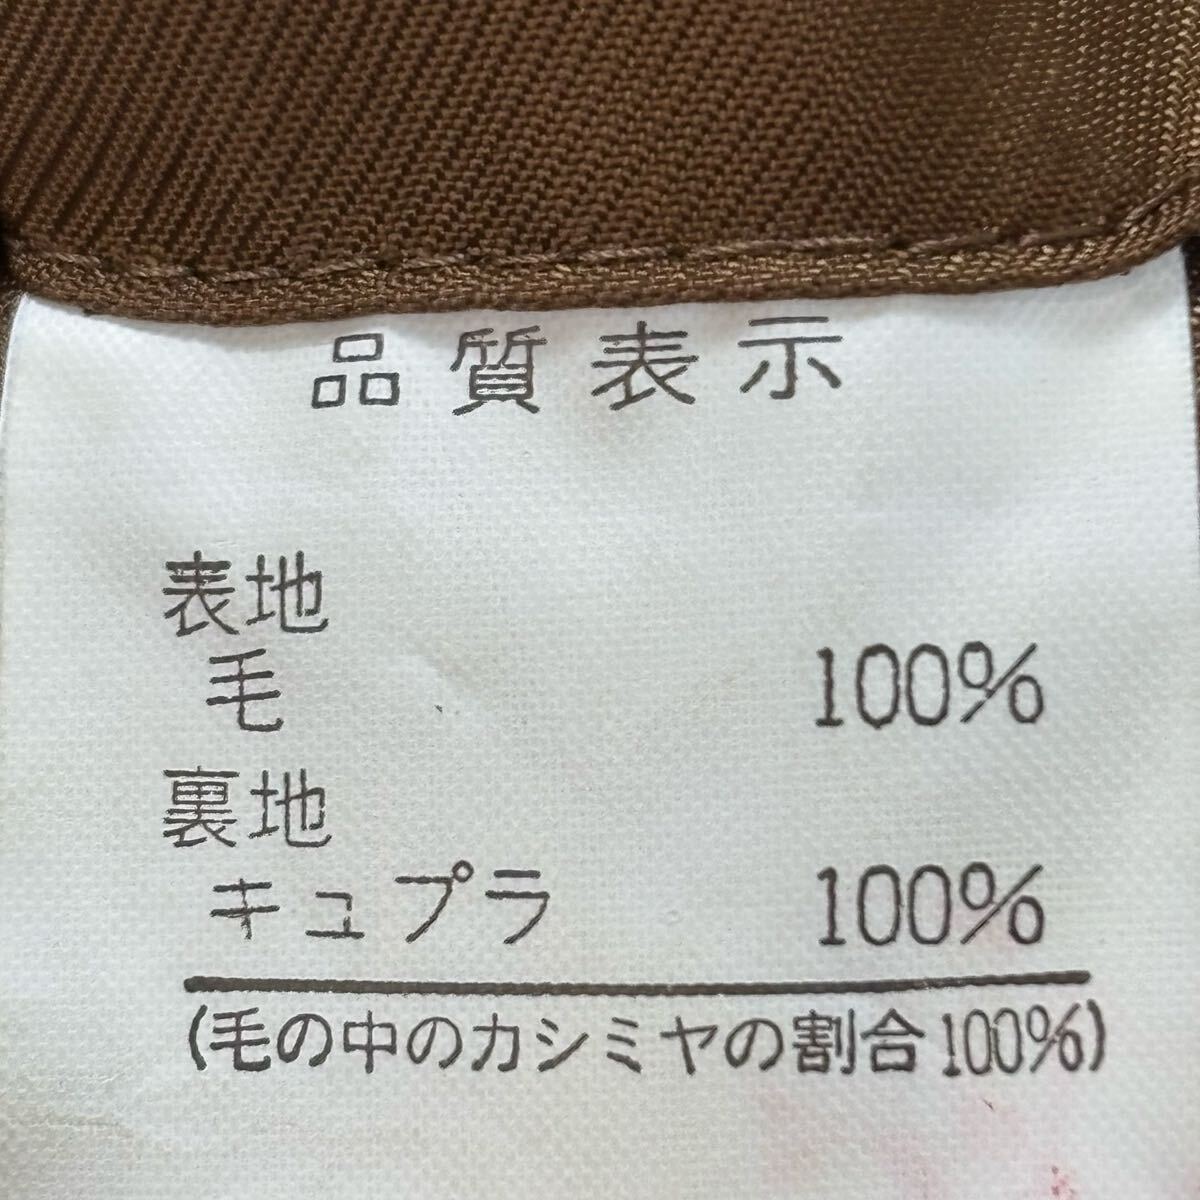 品質表示
表地
毛 100%
裏地
キュプラ 100%
(毛の中のカシミヤの割合100%)